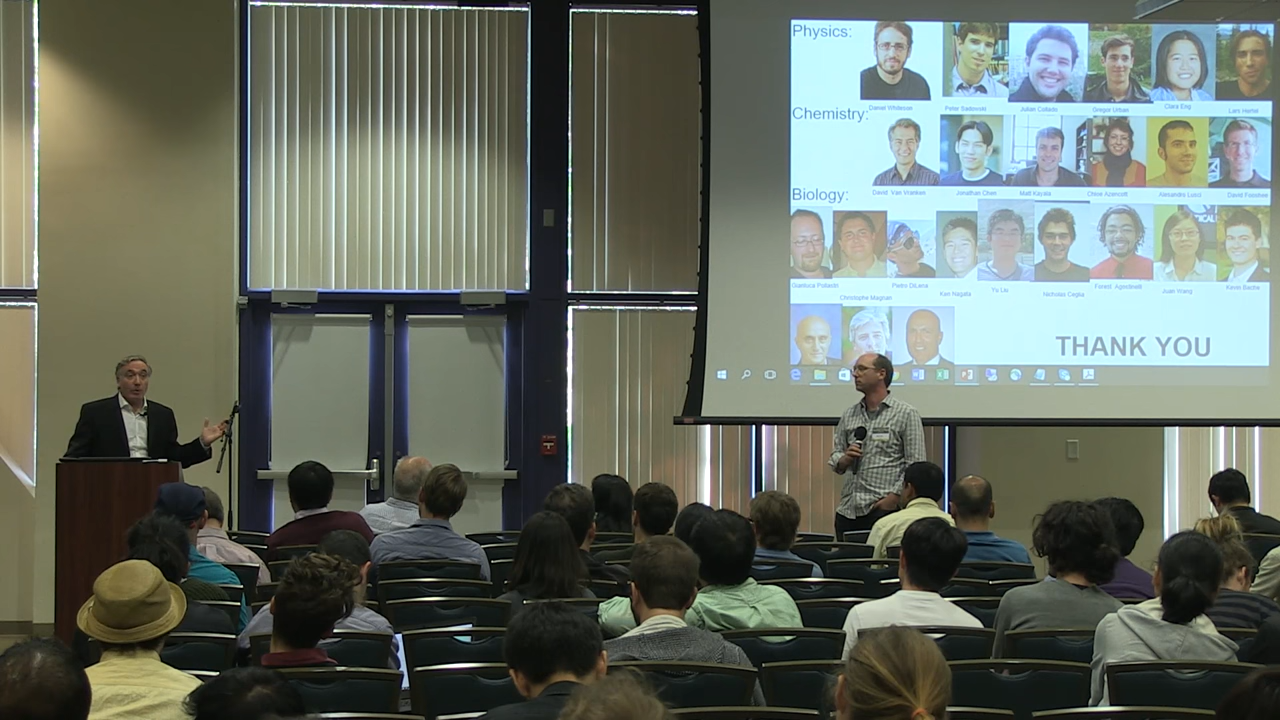 Physics:
Daniel Whiteson Peter Sadowski Julian Collado Gregor Urban Clara Eng Lars Hertel
Chemistry:
David Van Vranken Jonathan Chen Matt Kayala Chloe Azencott Alesandro Lusci David Fooshee
Biology:
Gianluca Pollastri Christophe Magnan Pietro DiLena Ken Nagata Yu Liu Nicholas Ceglia Forest Agostinelli Juan Wang Kevin Bache
THANK YOU